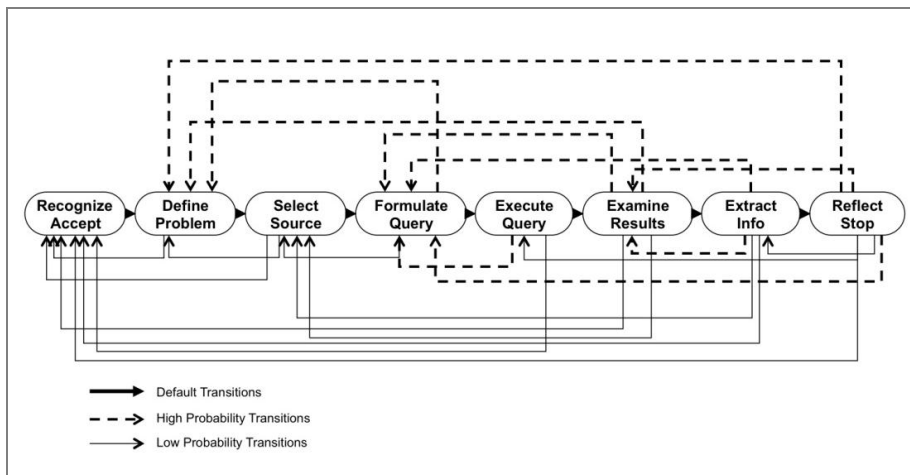 Recognize
Accept
Define
Problem
Select
Source
Formulate
Query
Execute
Query
Examine
Results
Extract
Info
Reflect
Stop
Default Transitions
High Probability Transitions
Low Probability Transitions